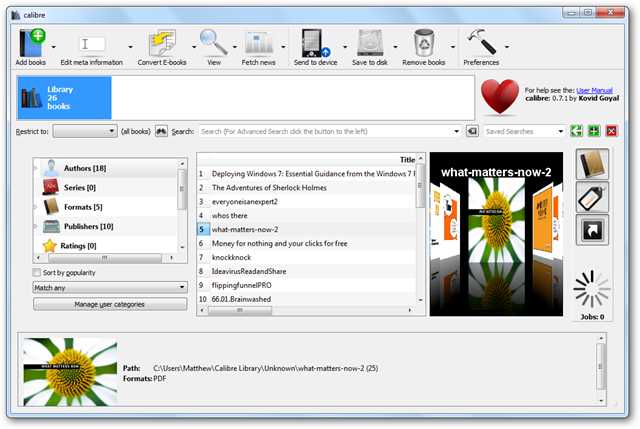 calibre
Add books
Edit meta information
Convert E-books
View
Fetch news
Send to device
Save to disk
Remove books
Preferences
Library
26
books
For help see the: User Manual
calibre: 0.7.1 by Kovid Goyal
Restrict to:
(all books)
Search:
Search (For Advanced Search click the button to the left)
Saved Searches
Authors [18]
Series [0]
Formats [5]
Publishers [10]
Ratings [0]
Sort by popularity
Match any
Manage user categories
Title
1 Deploying Windows 7: Essential Guidance from the Windows 7 R
2 The Adventures of Sherlock Holmes
3 everyoneisanexpert2
4 whos there
5 what-matters-now-2
6 Money for nothing and your clicks for free
7 knockknock
8 IdeavirusReadandShare
9 flippingfunnelPRO
10 66.01.Brainwashed
what-matters-now-2
WHAT MATTERS NOW
Jobs: 0
WHAT MATTERS NOW
Path: C:\Users\Matthew\Calibre Library\Unknown\what-matters-now-2 (25)
Formats: PDF